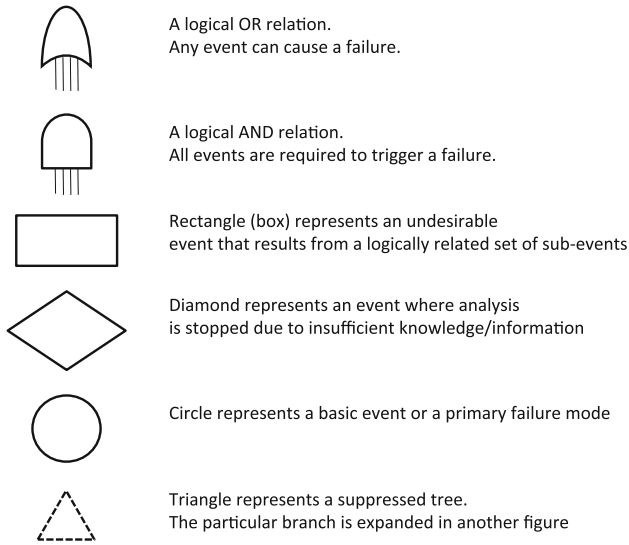 A logical OR relation.
Any event can cause a failure.
A logical AND relation.
All events are required to trigger a failure.
Rectangle (box) represents an undesirable
event that results from a logically related set of sub-events
Diamond represents an event where analysis
is stopped due to insufficient knowledge/information
Circle represents a basic event or a primary failure mode
Triangle represents a suppressed tree.
The particular branch is expanded in another figure